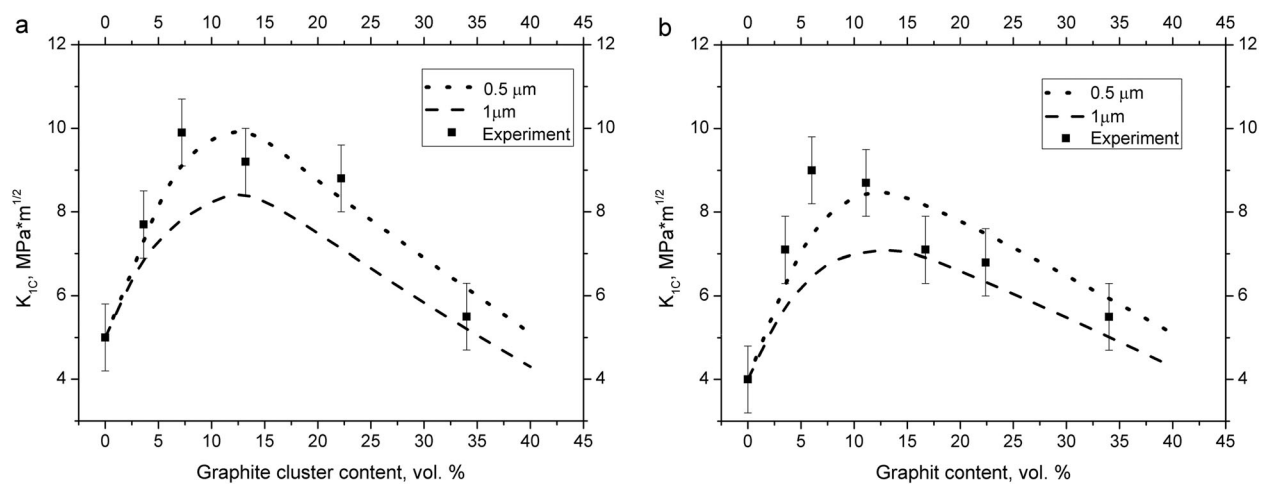 a
0 5 10 15 20 25 30 35 40 45
12 12
10 10
8 8
6 6
4 4
K1C, MPa*m1/2
0.5 μm
1μm
Experiment
0 5 10 15 20 25 30 35 40 45
Graphite cluster content, vol. %
b
0 5 10 15 20 25 30 35 40 45
12 12
10 10
8 8
6 6
4 4
K1C, MPa*m1/2
0.5 μm
1μm
Experiment
0 5 10 15 20 25 30 35 40 45
Graphit content, vol. %